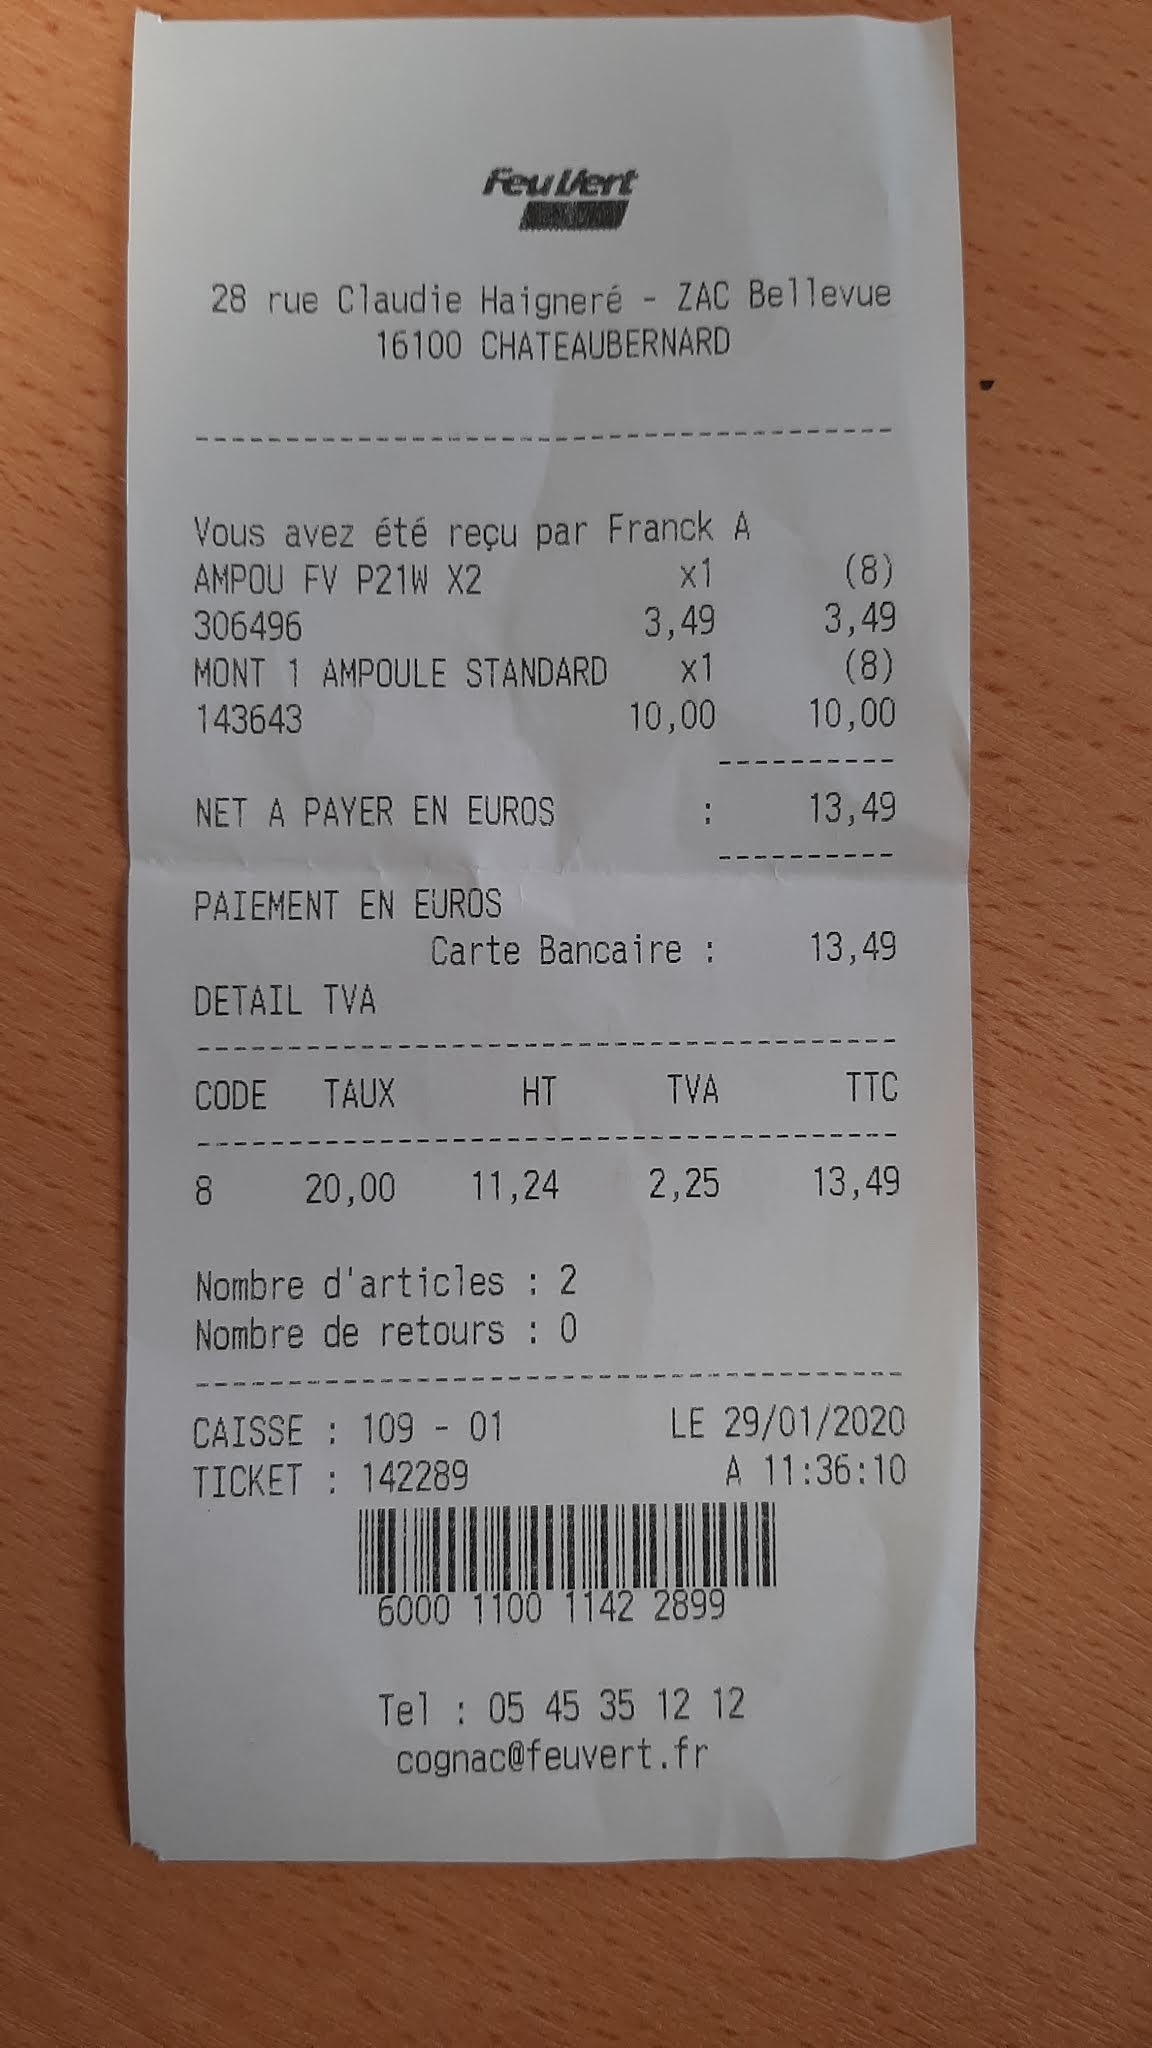 Feu Vert
28 rue Claudie Haigneré - ZAC Bellevue
16100 CHATEAUBERNARD
----------------------------------------
Vous avez été reçu par Franck A
AMPOU FV P21W X2 x1 (8)
306496 3,49 3,49
MONT 1 AMPOULE STANDARD x1 (8)
143643 10,00 10,00
----------
NET A PAYER EN EUROS : 13,49
----------
PAIEMENT EN EUROS
Carte Bancaire : 13,49
DETAIL TVA
----------------------------------------
CODE TAUX HT TVA TTC
----------------------------------------
8 20,00 11,24 2,25 13,49
Nombre d'articles : 2
Nombre de retours : 0
----------------------------------------
CAISSE : 109 - 01 LE 29/01/2020
TICKET : 142289 A 11:36:10
6000 1100 1142 2899
Tel : 05 45 35 12 12
cognac@feuvert.fr